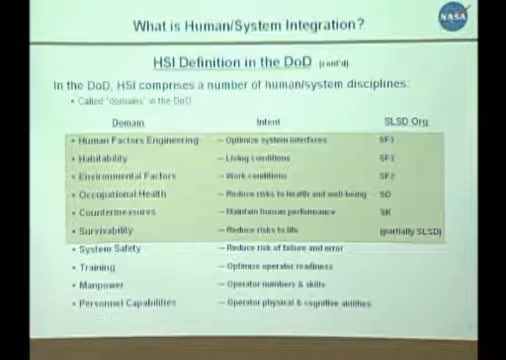 What is Human/System Integration?
NASA
HSI Definition in the DoD (cont'd)
In the DoD, HSI comprises a number of human/system disciplines:
• Called "domains" in the DoD
Domain Intent SLSD Org
• Human Factors Engineering – Optimize system interfaces
• Habitability – Living conditions
• Environmental Factors – Work conditions
• Occupational Health – Reduce risks to health and well-being SD
• Countermeasures – Maintain human performance SK
• Survivability – Reduce risks to life (partially SLSD)
• System Safety – Reduce risk of failure and error
• Training – Optimize operator readiness
• Manpower – Operator numbers & skills
• Personnel Capabilities – Operator physical & cognitive abilities